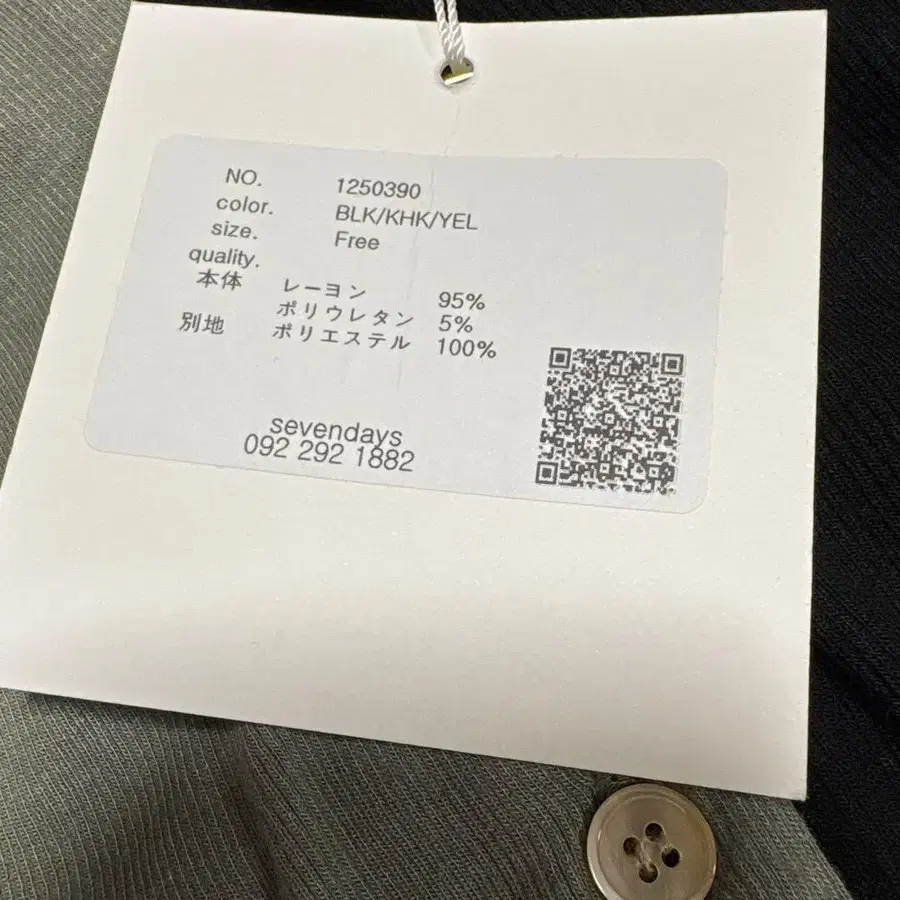 NO. 1250390
color. BLK/KHK/YEL
size. Free
quality.
本体 レーヨン 95%
ポリウレタン 5%
別地 ポリエステル 100%
sevendays
092 292 1882